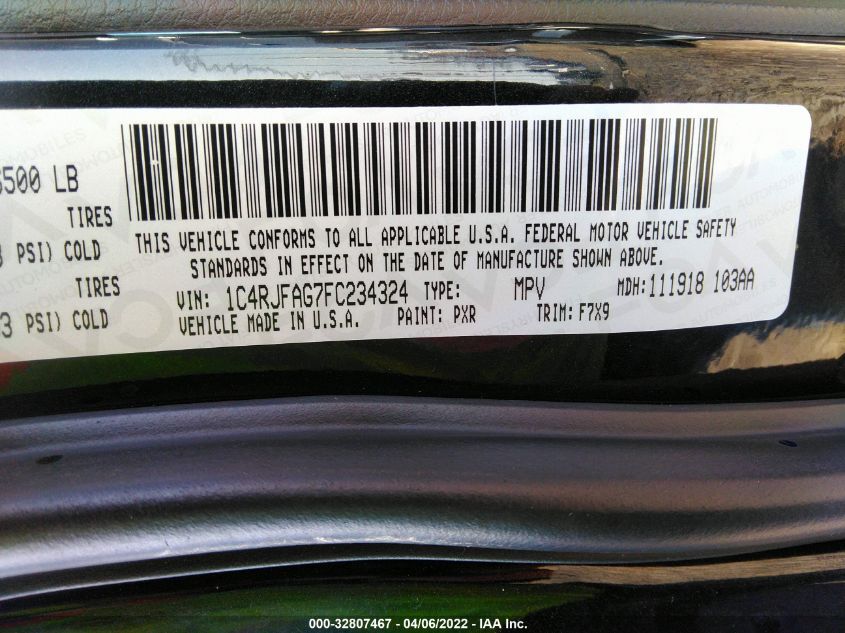 500 LB
TIRES
PSI) COLD
TIRES
3 PSI) COLD
THIS VEHICLE CONFORMS TO ALL APPLICABLE U.S.A. FEDERAL MOTOR VEHICLE SAFETY
STANDARDS IN EFFECT ON THE DATE OF MANUFACTURE SHOWN ABOVE.
VIN: 1C4RJFAG7FC234324 TYPE: MPV MDH: 111918 103AA
VEHICLE MADE IN U.S.A. PAINT: PXR TRIM: F7X9
000-32807467 - 04/06/2022 - IAA Inc.